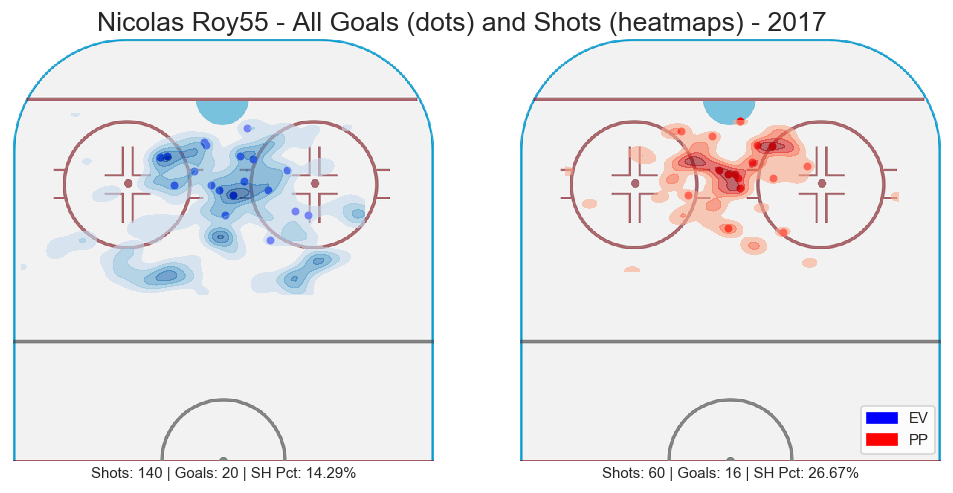 Nicolas Roy55 - All Goals (dots) and Shots (heatmaps) - 2017
EV
PP
Shots: 140 | Goals: 20 | SH Pct: 14.29%
Shots: 60 | Goals: 16 | SH Pct: 26.67%